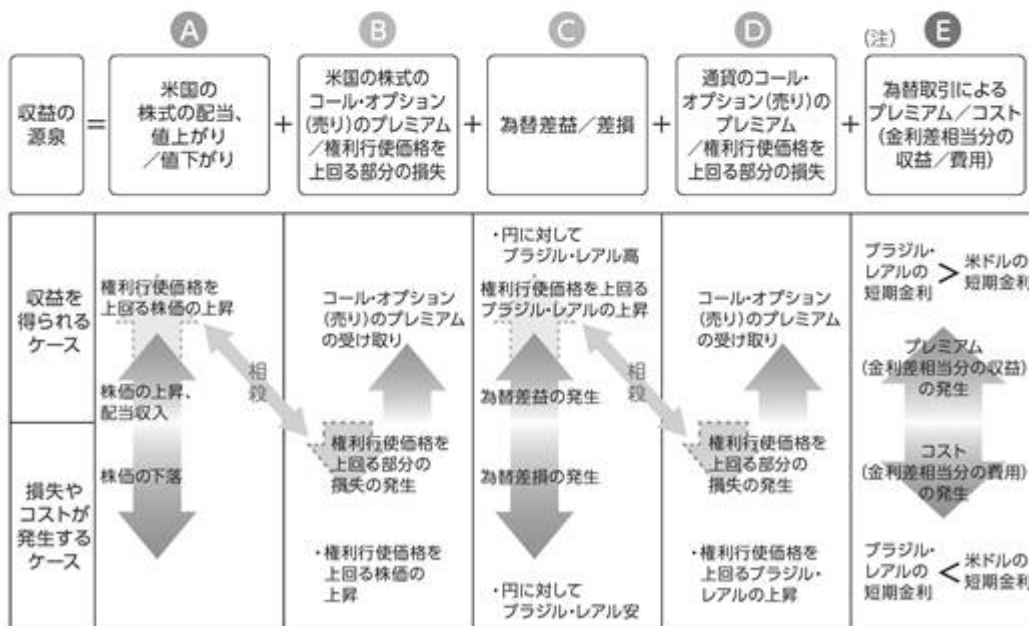 A
B
C
D
(注) E
収益の
源泉
=
米国の
株式の配当、
値上がり
/値下がり
+
米国の株式の
コール・オプション
(売り)のプレミアム
/権利行使価格を
上回る部分の損失
+
為替差益/差損
+
通貨のコール・
オプション(売り)の
プレミアム
/権利行使価格を
上回る部分の損失
+
為替取引による
プレミアム/コスト
(金利差相当分の
収益/費用)
収益を
得られる
ケース
権利行使価格を
上回る株価の上昇
株価の上昇、
配当収入
相殺
コール・オプション
(売り)のプレミアム
の受け取り
・円に対して
ブラジル・レアル高
権利行使価格を上回る
ブラジル・レアルの上昇
為替差益の発生
相殺
コール・オプション
(売り)のプレミアム
の受け取り
ブラジル・
レアルの
短期金利
>
米ドルの
短期金利
プレミアム
(金利差相当分の収益)
の発生
損失や
コストが
発生する
ケース
株価の下落
権利行使価格を
上回る部分の
損失の発生
・権利行使価格を
上回る株価の
上昇
為替差損の発生
・円に対して
ブラジル・レアル安
権利行使価格を
上回る部分の
損失の発生
・権利行使価格を
上回るブラジル・
レアルの上昇
コスト
(金利差相当分の費用)
の発生
ブラジル・
レアルの
短期金利
<
米ドルの
短期金利